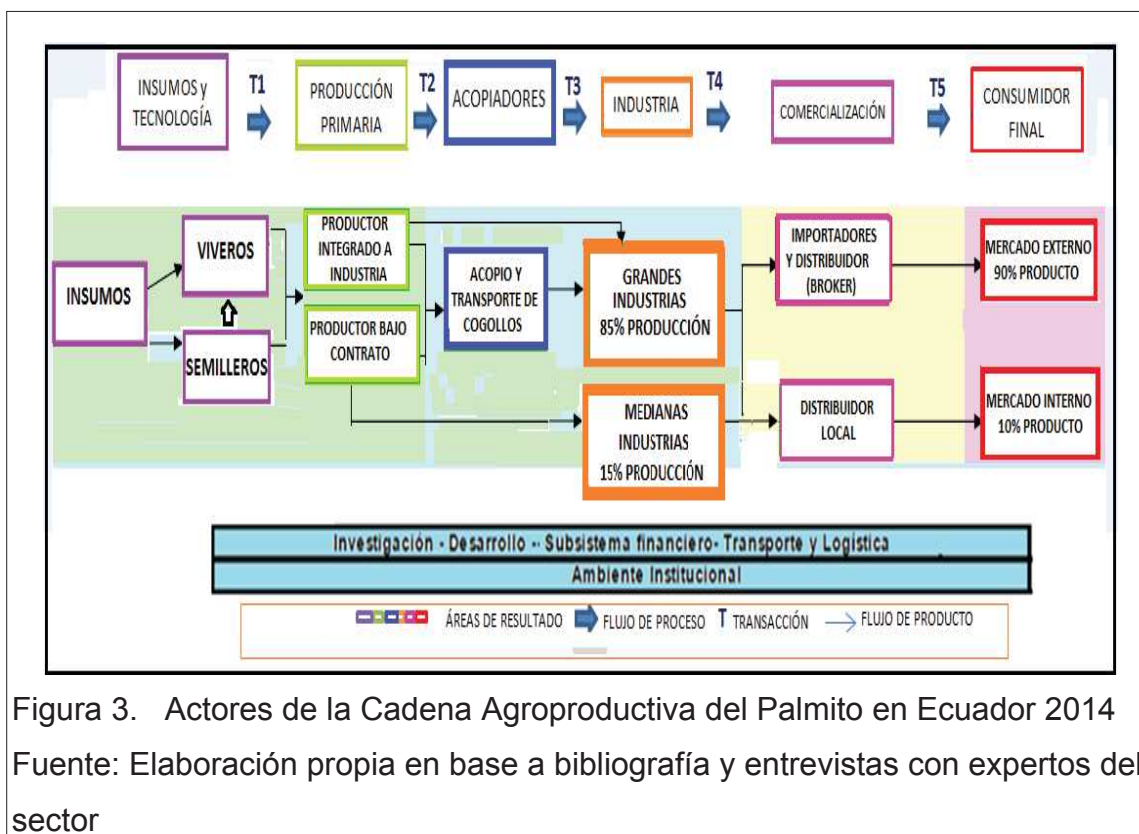 INSUMOS y
TECNOLOGÍA
T1
PRODUCCIÓN
PRIMARIA
T2
ACOPIADORES
T3
INDUSTRIA
T4
COMERCIALIZACIÓN
T5
CONSUMIDOR
FINAL
INSUMOS
VIVEROS
SEMILLEROS
PRODUCTOR
INTEGRADO A
INDUSTRIA
PRODUCTOR BAJO
CONTRATO
ACOPIO Y
TRANSPORTE DE
COGOLLOS
GRANDES
INDUSTRIAS
85% PRODUCCIÓN
MEDIANAS
INDUSTRIAS
15% PRODUCCIÓN
IMPORTADORES
Y DISTRIBUIDOR
(BROKER)
DISTRIBUIDOR
LOCAL
MERCADO EXTERNO
90% PRODUCTO
MERCADO INTERNO
10% PRODUCTO
Investigación - Desarrollo -- Subsistema financiero- Transporte y Logística
Ambiente Institucional
ÁREAS DE RESULTADO FLUJO DE PROCESO T TRANSACCIÓN FLUJO DE PRODUCTO
Figura 3. Actores de la Cadena Agroproductiva del Palmito en Ecuador 2014
Fuente: Elaboración propia en base a bibliografía y entrevistas con expertos del
sector